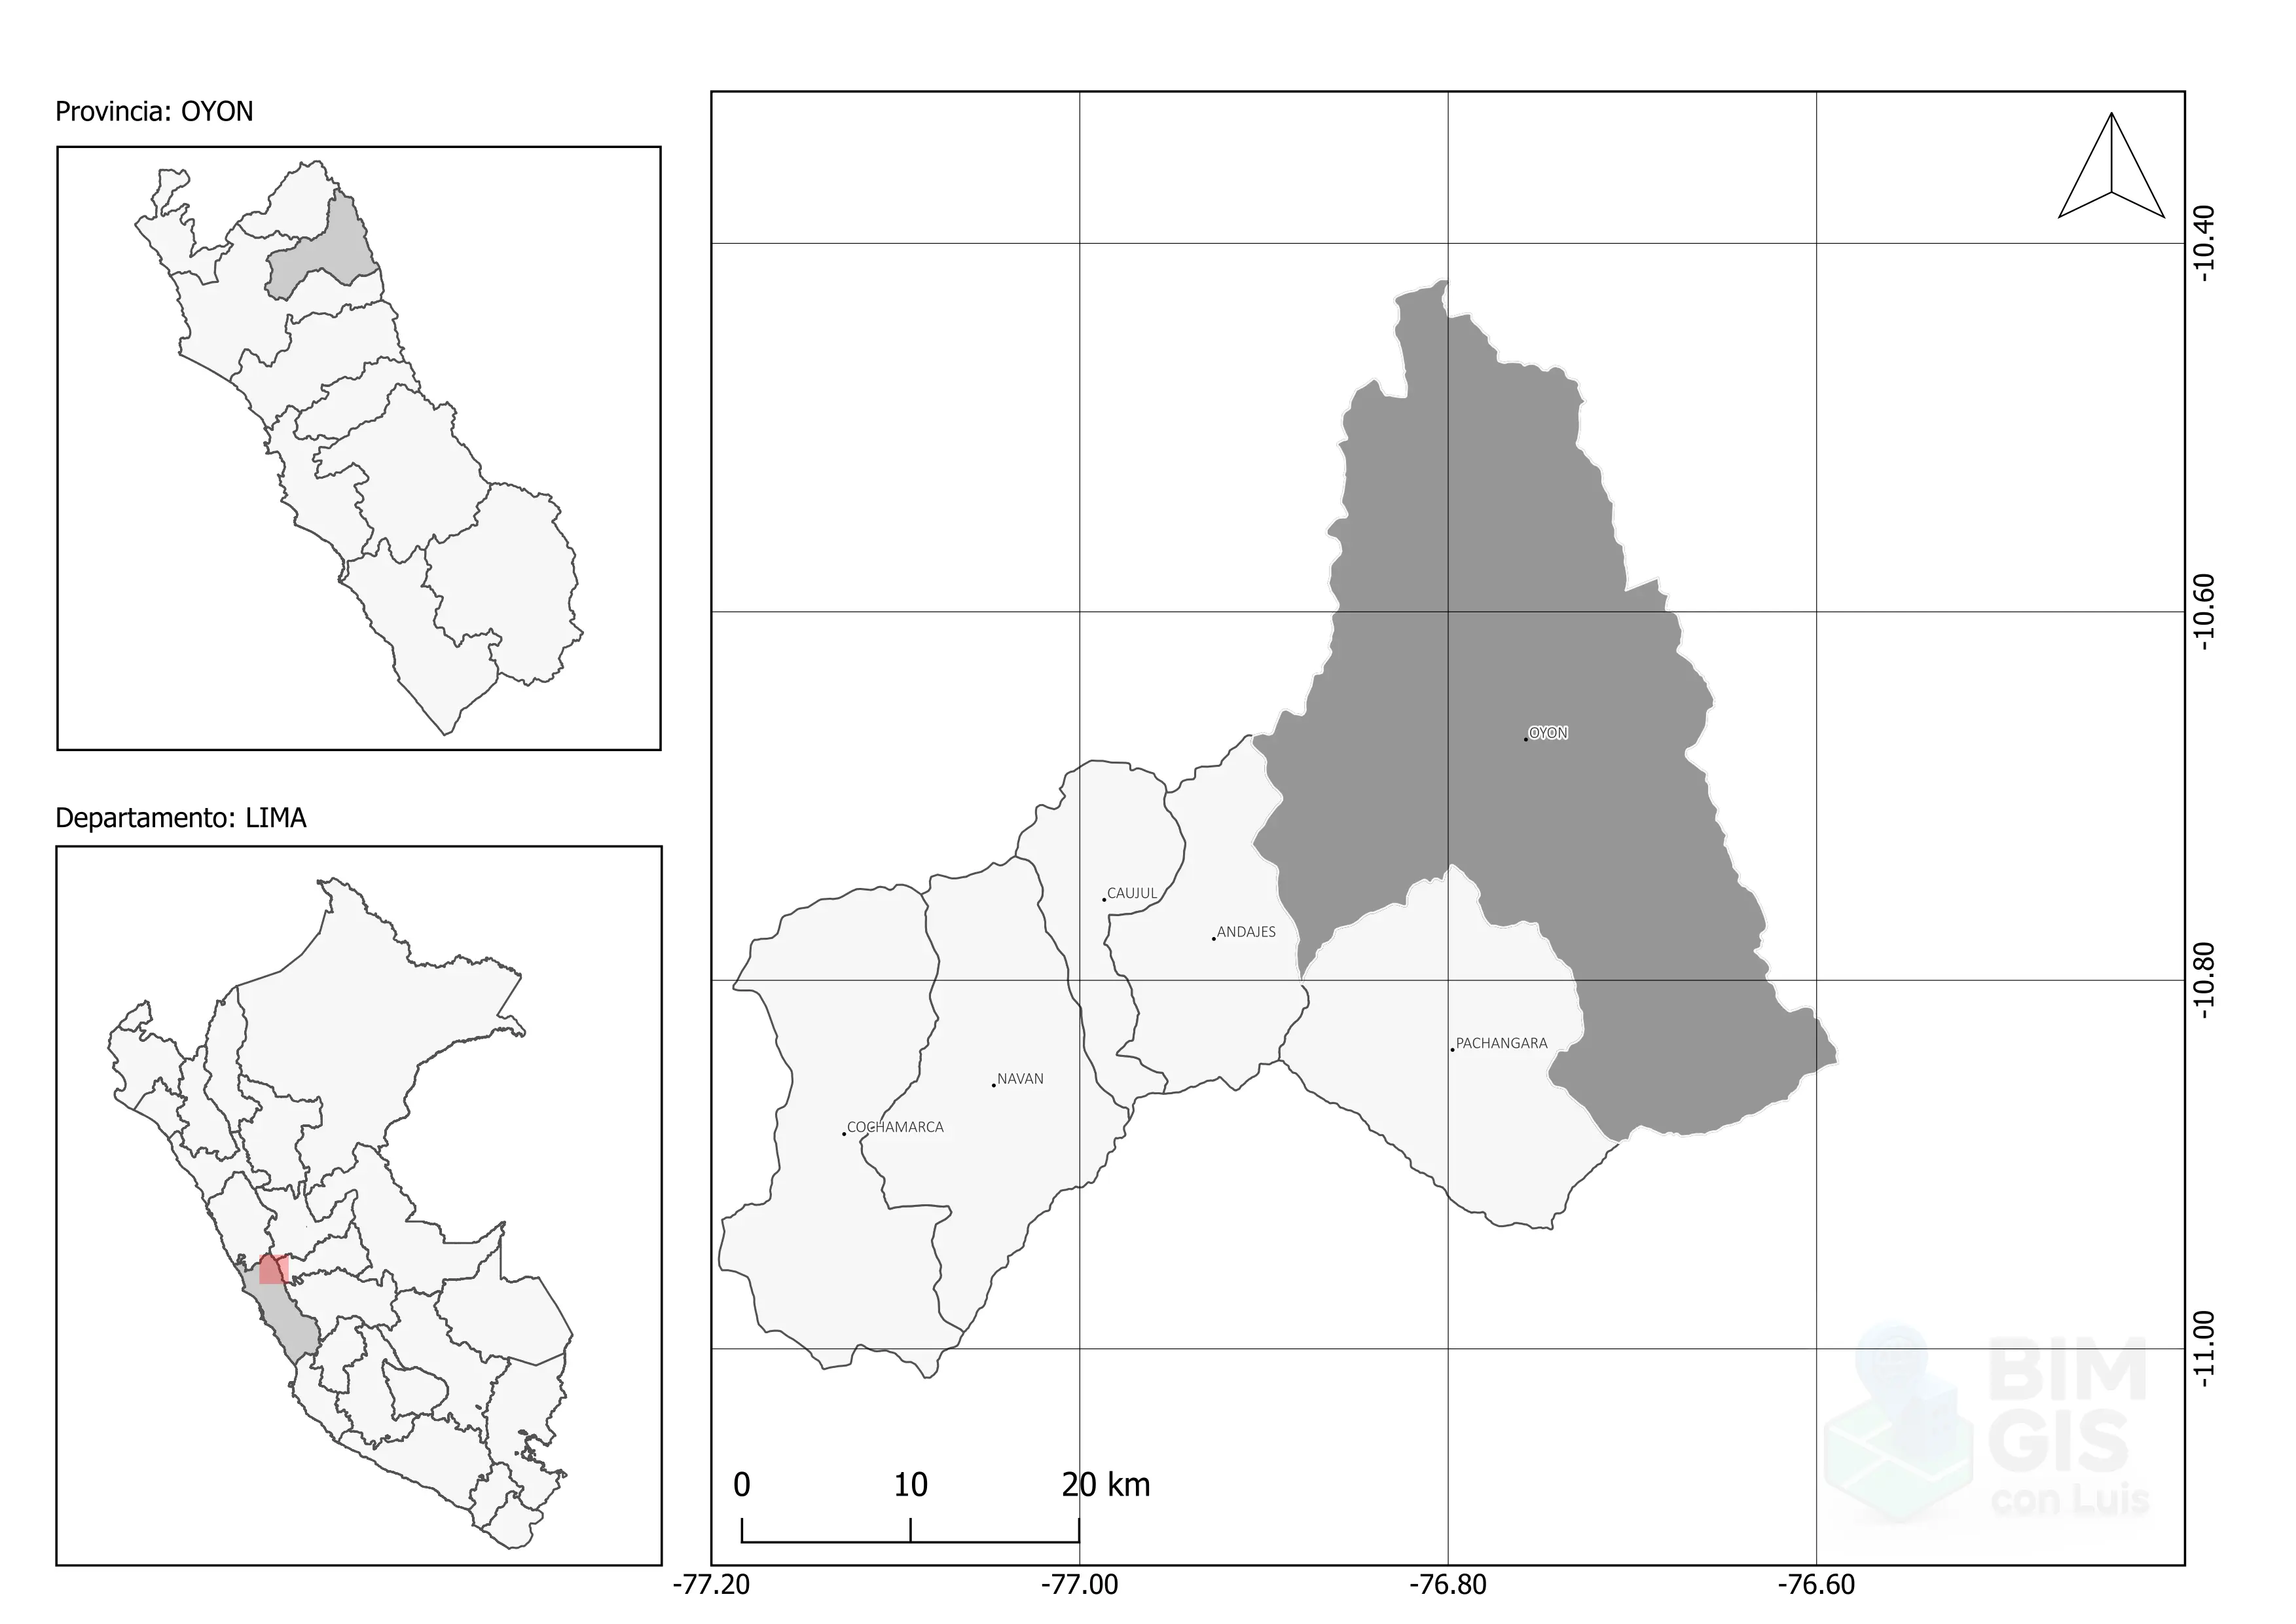 Provincia: OYON
Departamento: LIMA
-10.40
-10.60
OYON
CAUJUL
ANDAJES
-10.80
PACHANGARA
NAVAN
COCHAMARCA
-11.00
BIM
GIS
con Luis
0 10 20 km
-77.20 -77.00 -76.80 -76.60